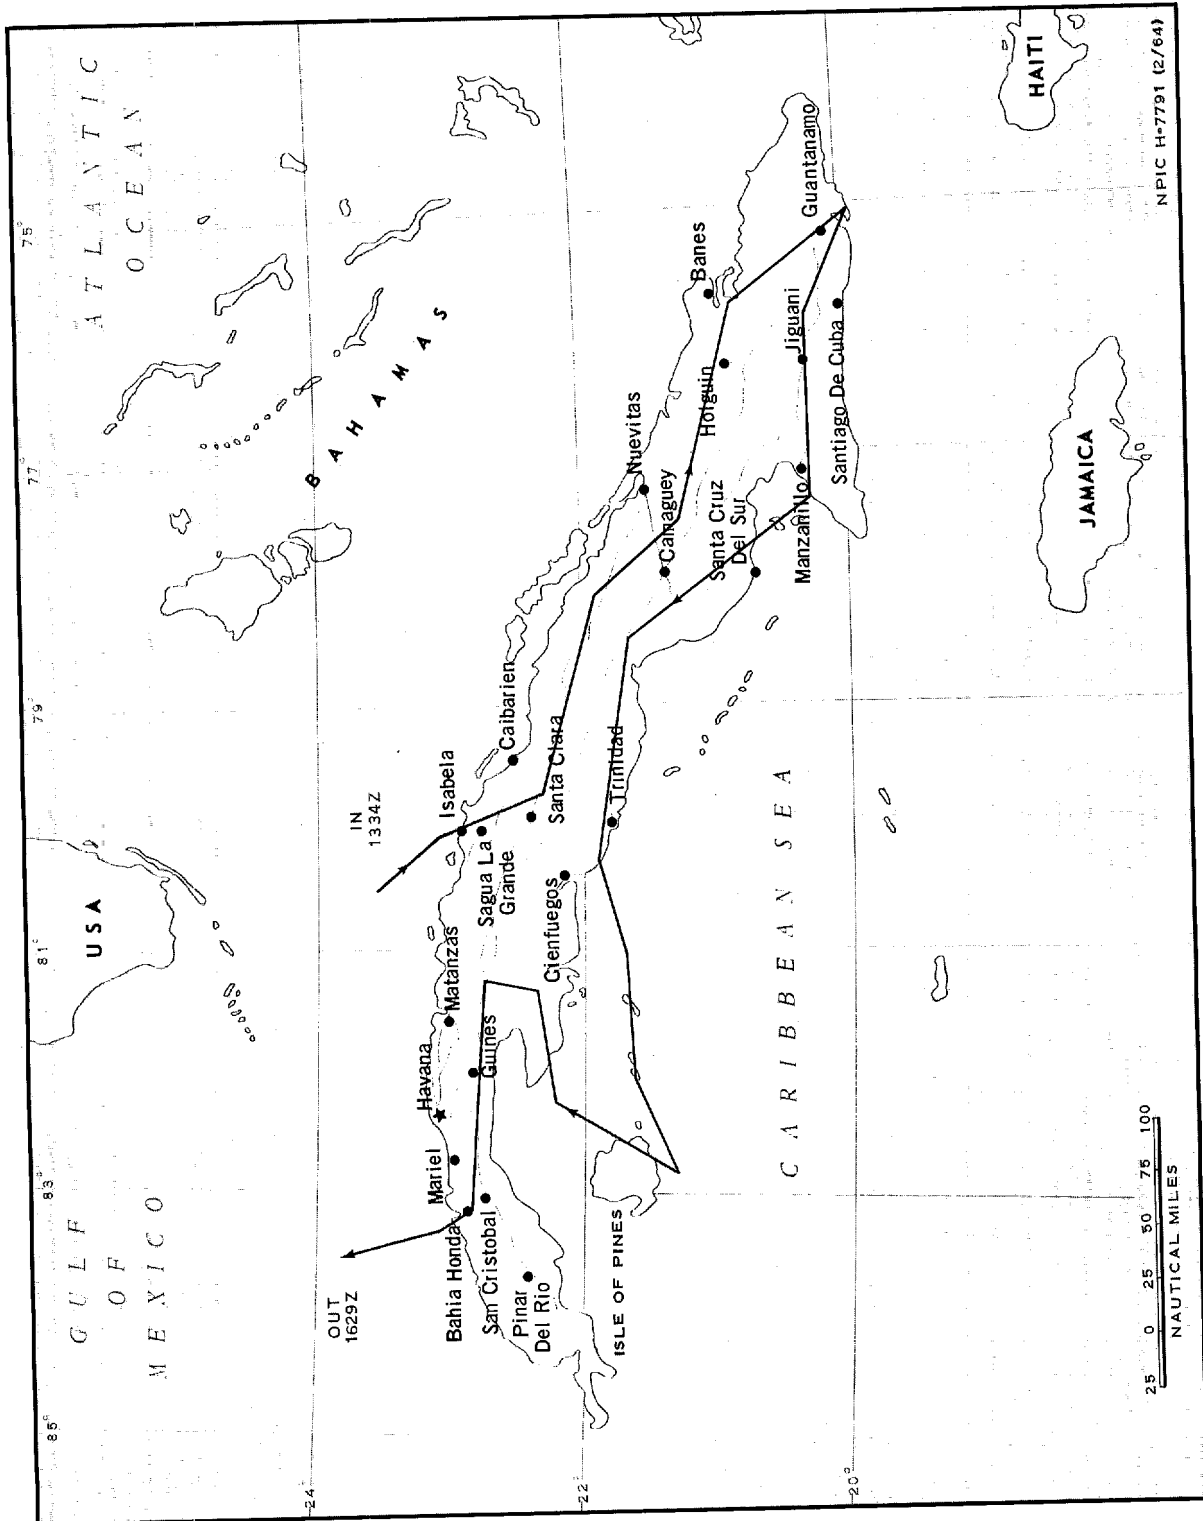 85°
83°
81°
79°
77°
75°
GULF
OF
MEXICO
USA
ATLANTIC
OCEAN
BAHAMAS
OUT
1629Z
IN
1334Z
24°
22°
20°
Havana
Matanzas
Mariel
Bahia Honda
San Cristobal
Pinar
Del Rio
Guines
Isabela
Sagua La
Grande
Caibarien
Santa Clara
Cienfuegos
Trinidad
Nuevitas
Camaguey
Santa Cruz
Del Sur
Holguin
Banes
Manzanillo
Jiguani
Santiago De Cuba
Guantanamo
ISLE OF PINES
CARIBBEAN SEA
JAMAICA
HAITI
25 0 25 50 75 100
NAUTICAL MILES
NPIC H-7791 (2/64)